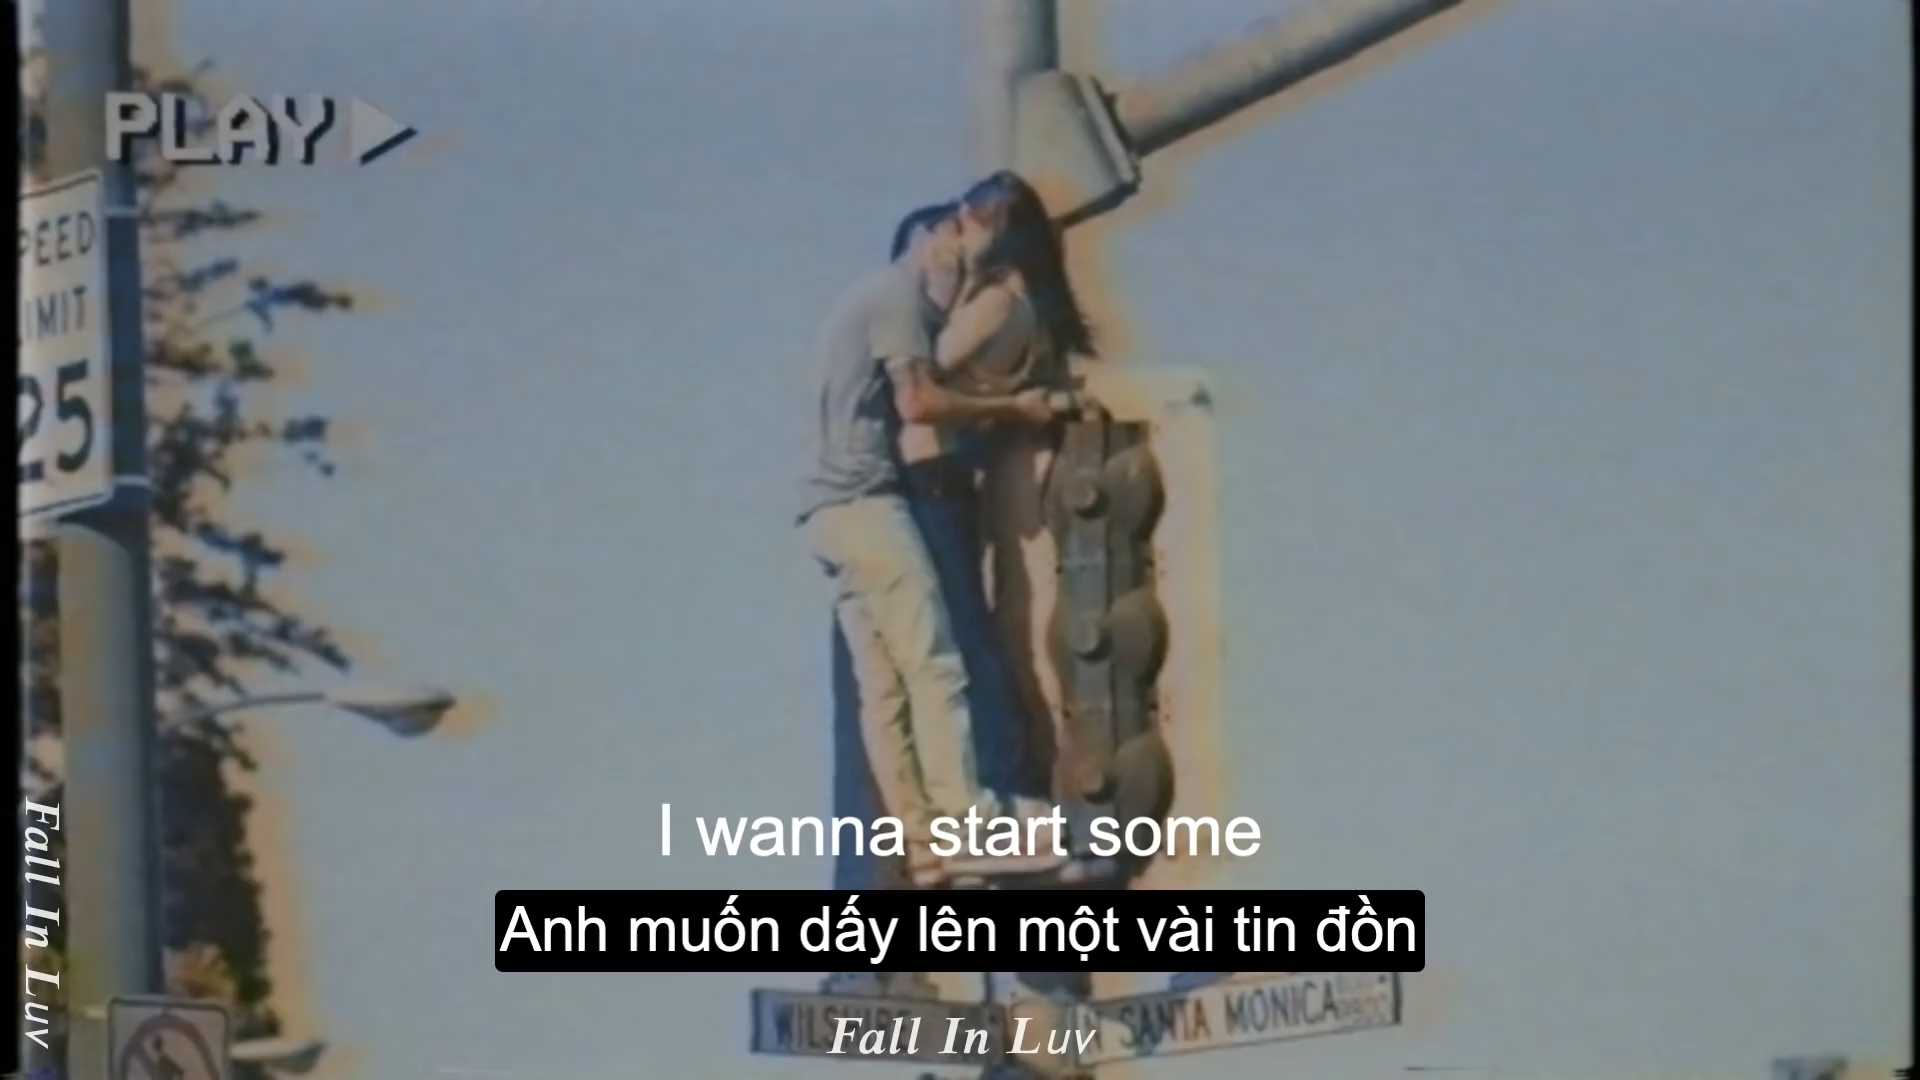 PLAY
PEED
IMIT
25
I wanna start some
Anh muốn dấy lên một vài tin đồn
SANTA MONICA
Fall In Luv
Fall In Luv